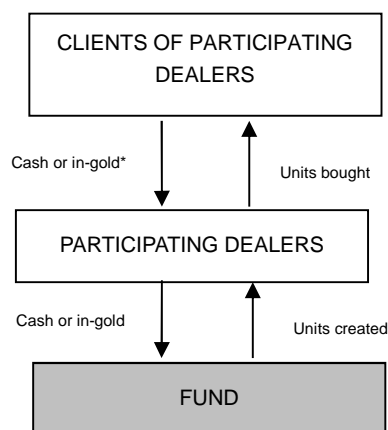 CLIENTS OF PARTICIPATING
DEALERS
Cash or in-gold*
Units bought
PARTICIPATING DEALERS
Cash or in-gold
Units created
FUND